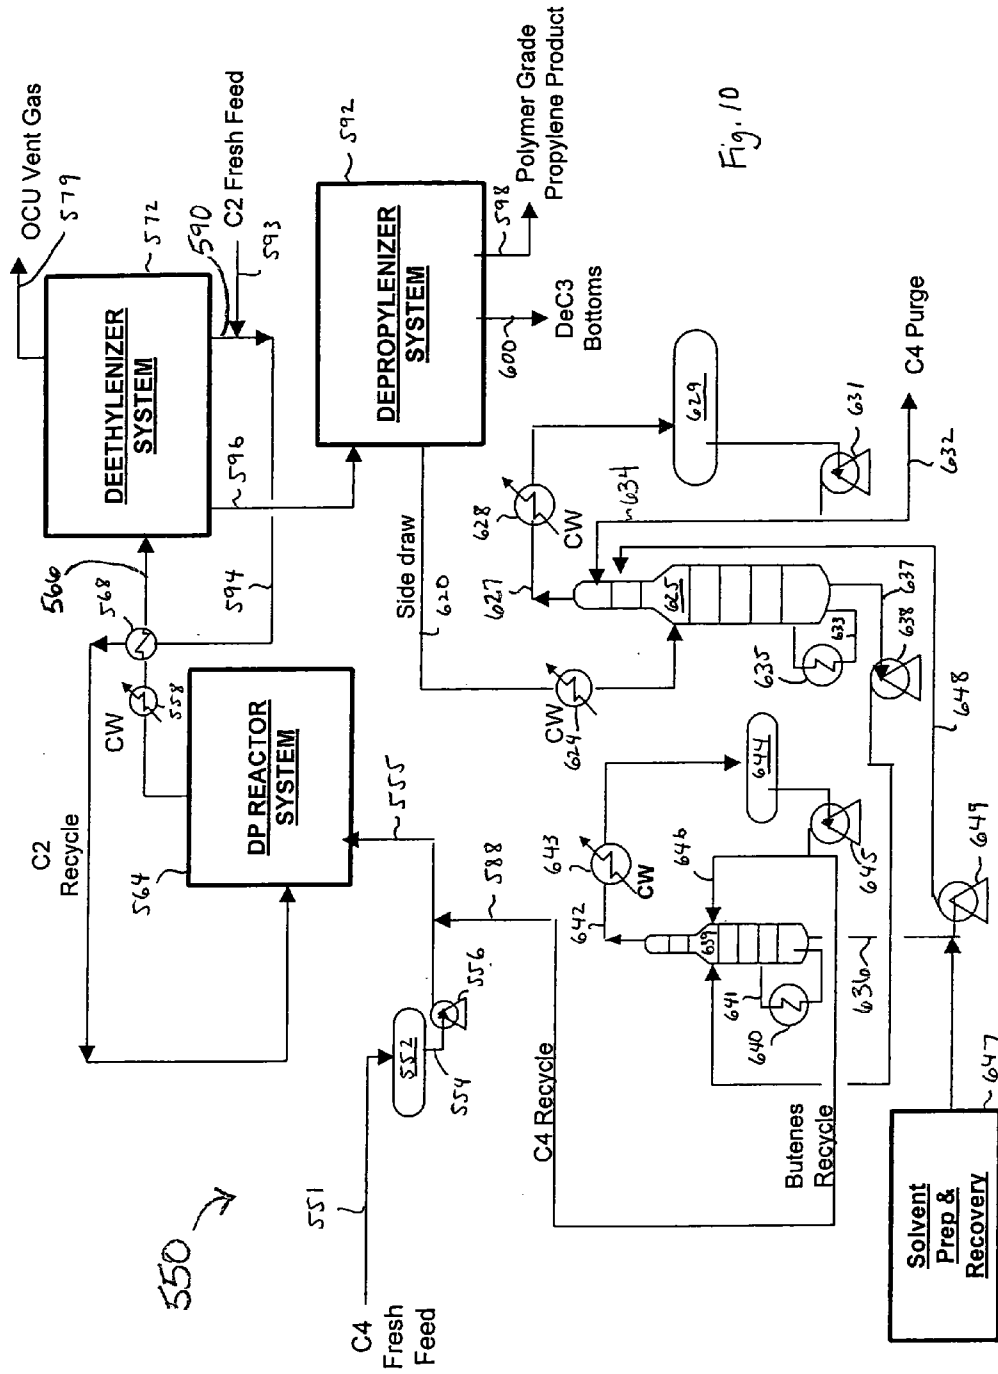 550
C4
Fresh
Feed
551
552
554
556
555
588
C2
Recycle
DP REACTOR
SYSTEM
564
CW
558
568
566
DEETHYLENIZER
SYSTEM
572
OCU Vent Gas
579
590
C2 Fresh Feed
593
594
596
DEPROPYLENIZER
SYSTEM
592
598
Polymer Grade
Propylene Product
600
DeC3
Bottoms
Side draw
620
CW
624
625
627
628
CW
629
631
632
C4 Purge
634
633
635
637
638
648
649
C4 Recycle
Butenes
Recycle
639
636
640
641
642
643
CW
644
645
646
Solvent
Prep &
Recovery
647
Fig. 10